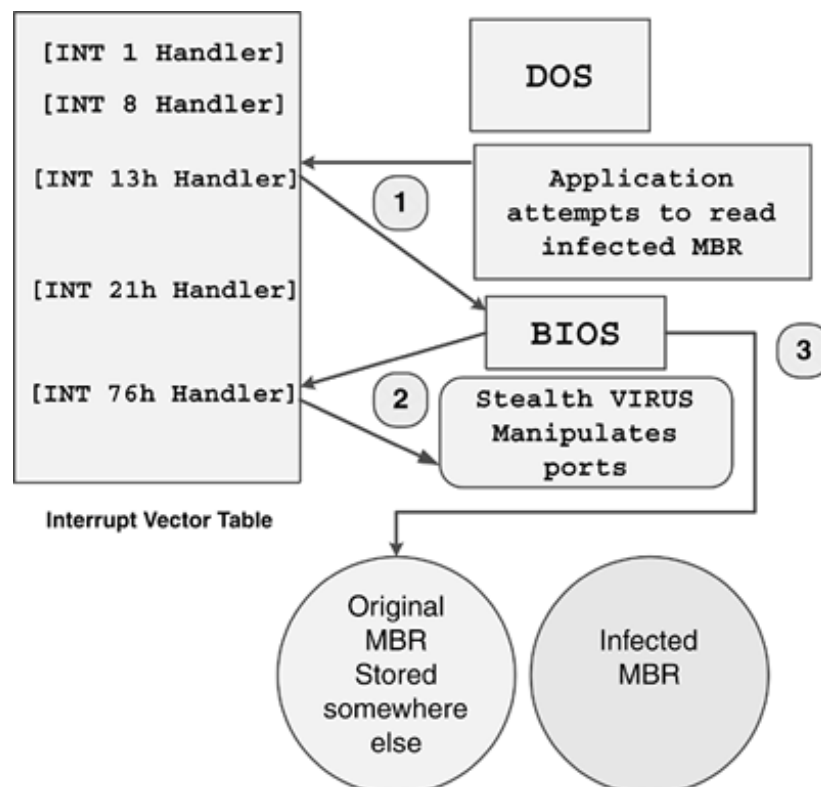 [INT 1 Handler]
[INT 8 Handler]
[INT 13h Handler]
[INT 21h Handler]
[INT 76h Handler]
Interrupt Vector Table
DOS
Application
attempts to read
infected MBR
1
BIOS
3
2
Stealth VIRUS
Manipulates
ports
Original
MBR
Stored
somewhere
else
Infected
MBR